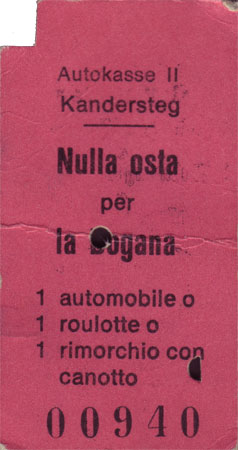 Autokasse II
Kandersteg
Nulla osta
per
la Dogana
1 automobile o
1 roulotte o
1 rimorchio con
canotto
00940